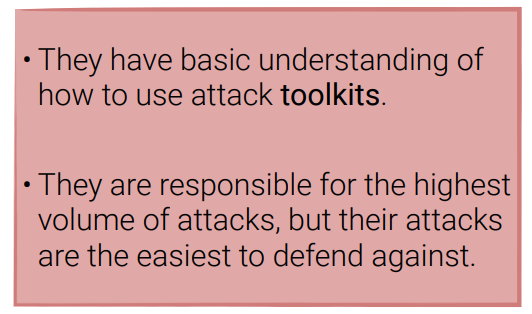 • They have basic understanding of
how to use attack toolkits.
• They are responsible for the highest
volume of attacks, but their attacks
are the easiest to defend against.